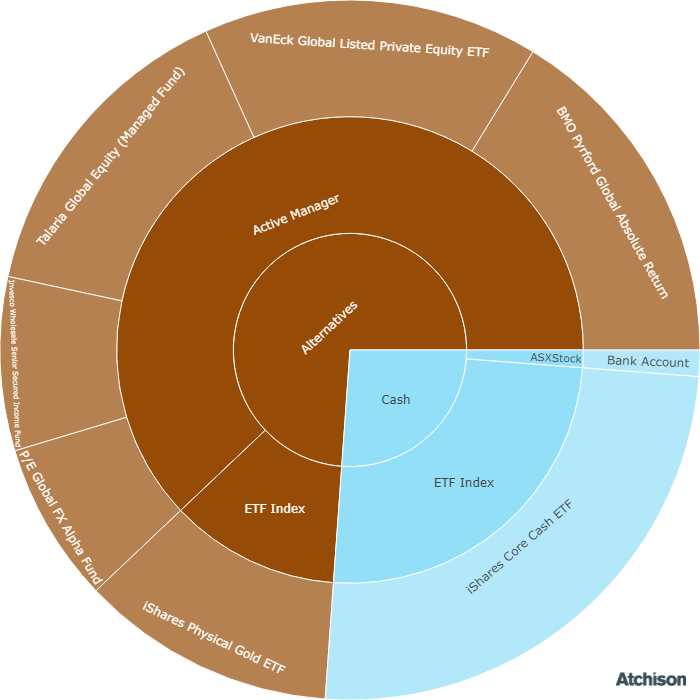 VanEck Global Listed Private Equity ETF
BMO Pyrford Global Absolute Return
Talaria Global Equity (Managed Fund)
Active Manager
Alternatives
Invesco Wholesale Senior Secured Income Fund
ASXStock
Bank Account
Cash
P/E Global FX Alpha Fund
ETF Index
ETF Index
iShares Core Cash ETF
iShares Physical Gold ETF
Atchison